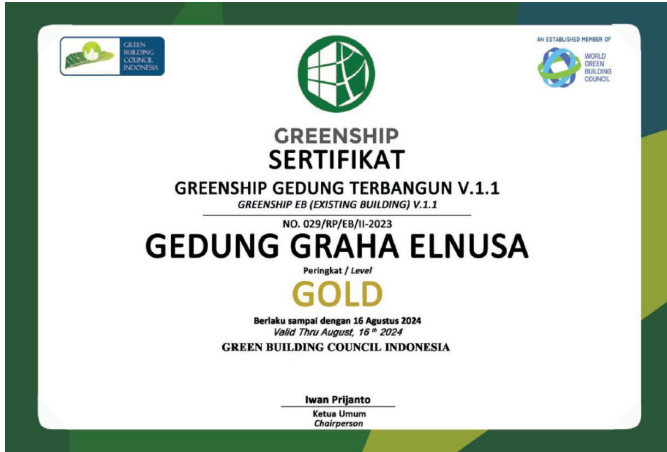 GREEN
BUILDING
COUNCIL
INDONESIA
AN ESTABLISHED MEMBER OF
WORLD
GREEN
BUILDING
COUNCIL
GREENSHIP
SERTIFIKAT
GREENSHIP GEDUNG TERBANGUN V.1.1
GREENSHIP EB (EXISTING BUILDING) V.1.1
NO. 029/RP/EB/II-2023
GEDUNG GRAHA ELNUSA
Peringkat / Level
GOLD
Berlaku sampai dengan 16 Agustus 2024
Valid Thru August, 16th 2024
GREEN BUILDING COUNCIL INDONESIA
Iwan Prijanto
Ketua Umum
Chairperson